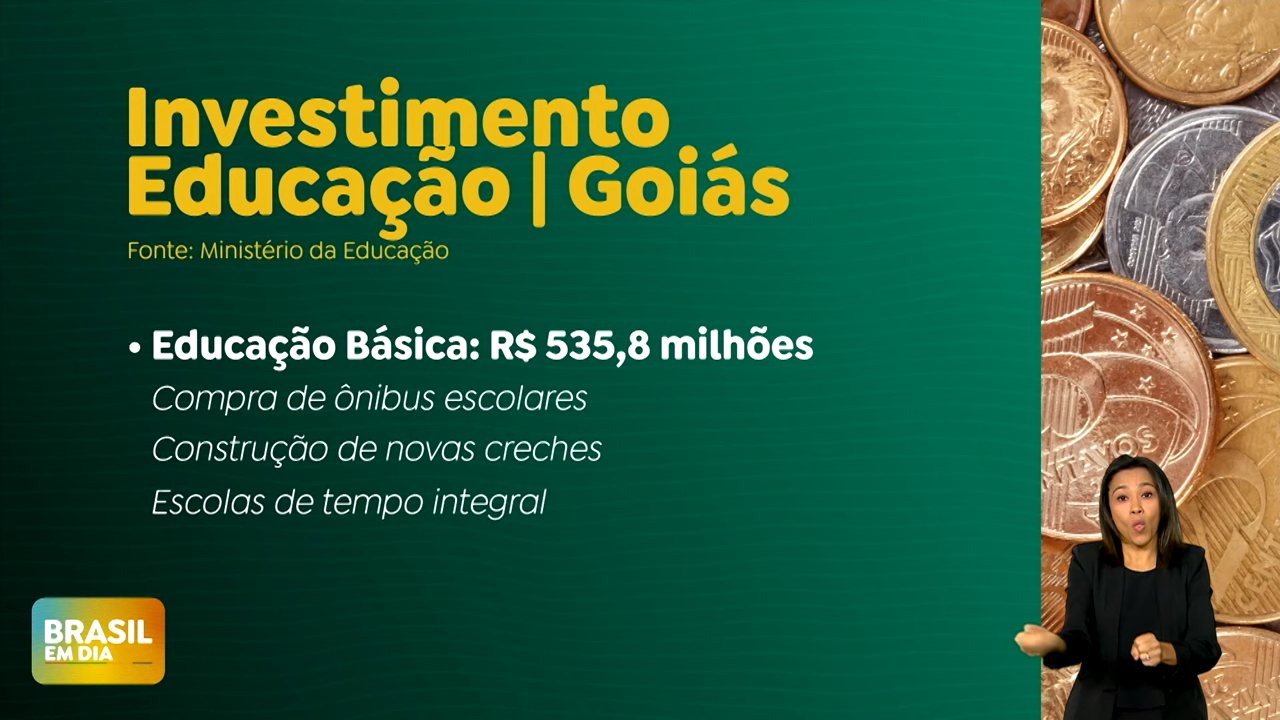 Investimento
Educação | Goiás
Fonte: Ministério da Educação
• Educação Básica: R$ 535,8 milhões
Compra de ônibus escolares
Construção de novas creches
Escolas de tempo integral
BRASIL
EM DIA